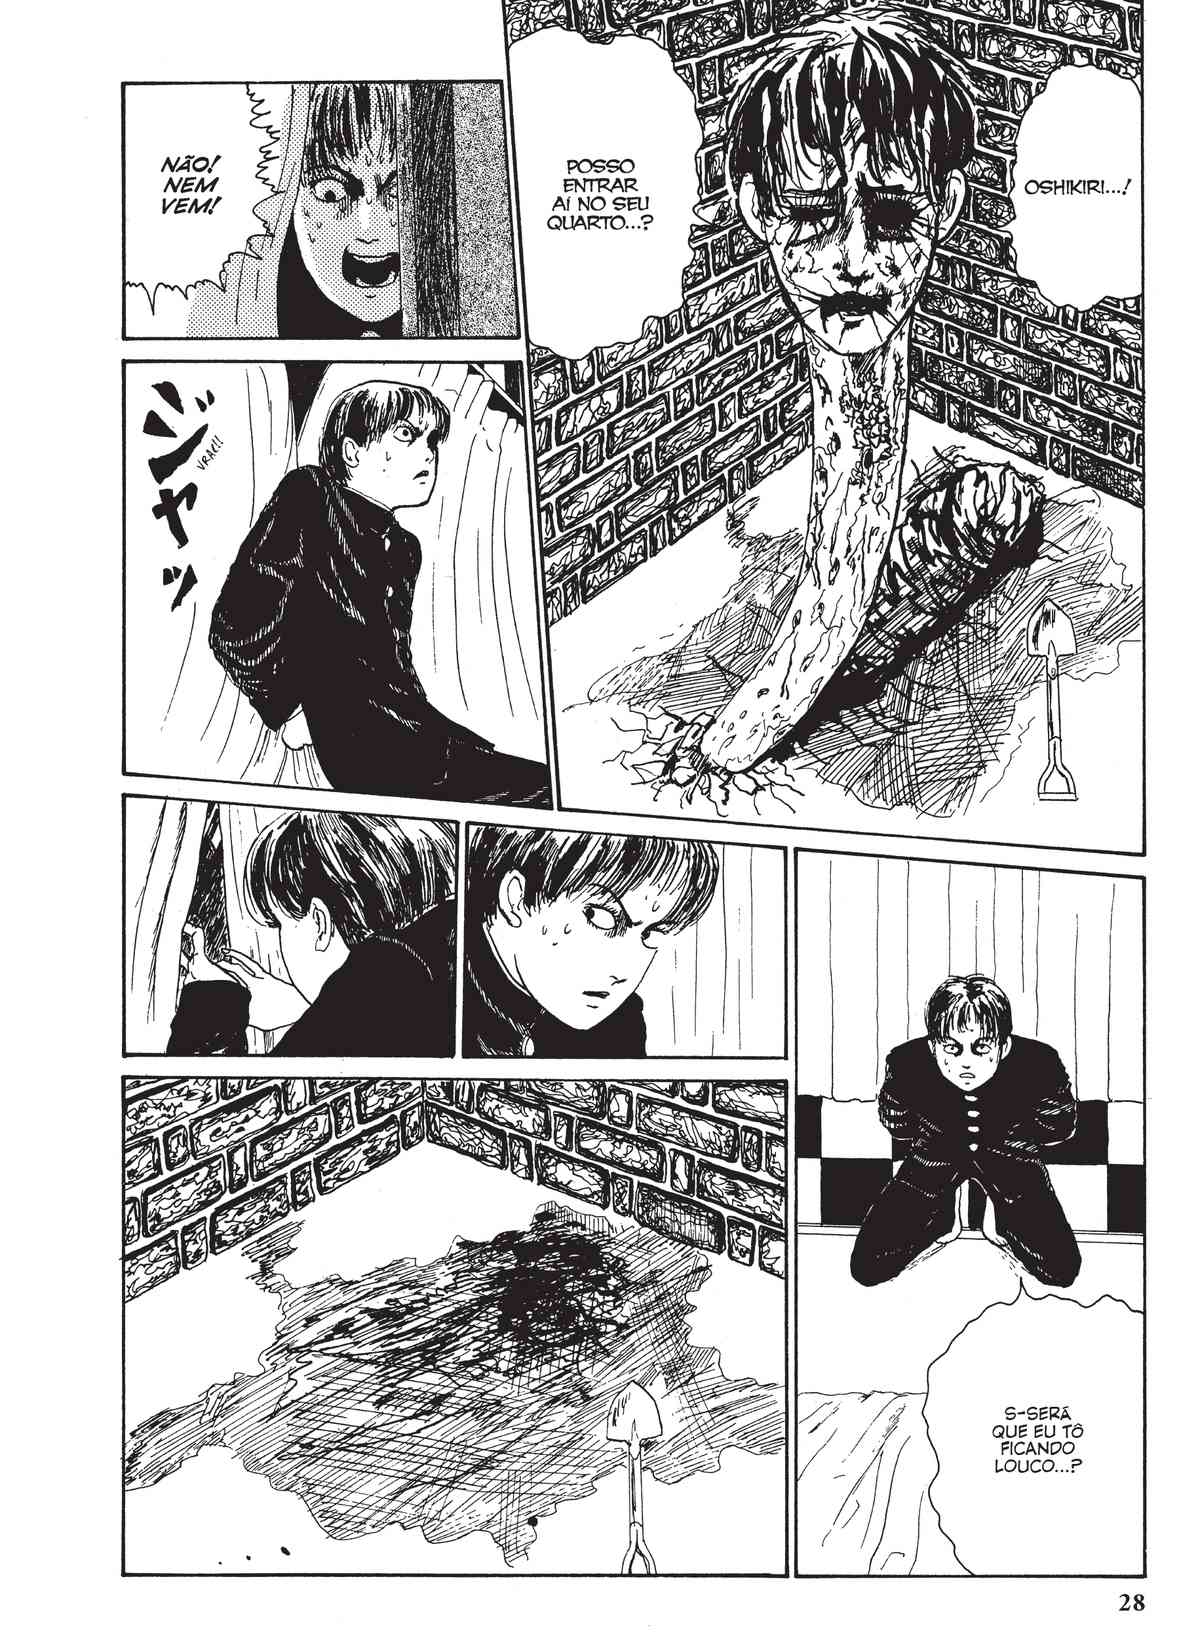 OSHIKIRI...!
POSSO
ENTRAR
AÍ NO SEU
QUARTO...?
NÃO!
NEM
VEM!
ジャッ
VRAC!!
S-SERÁ
QUE EU TÔ
FICANDO
LOUCO...?
28